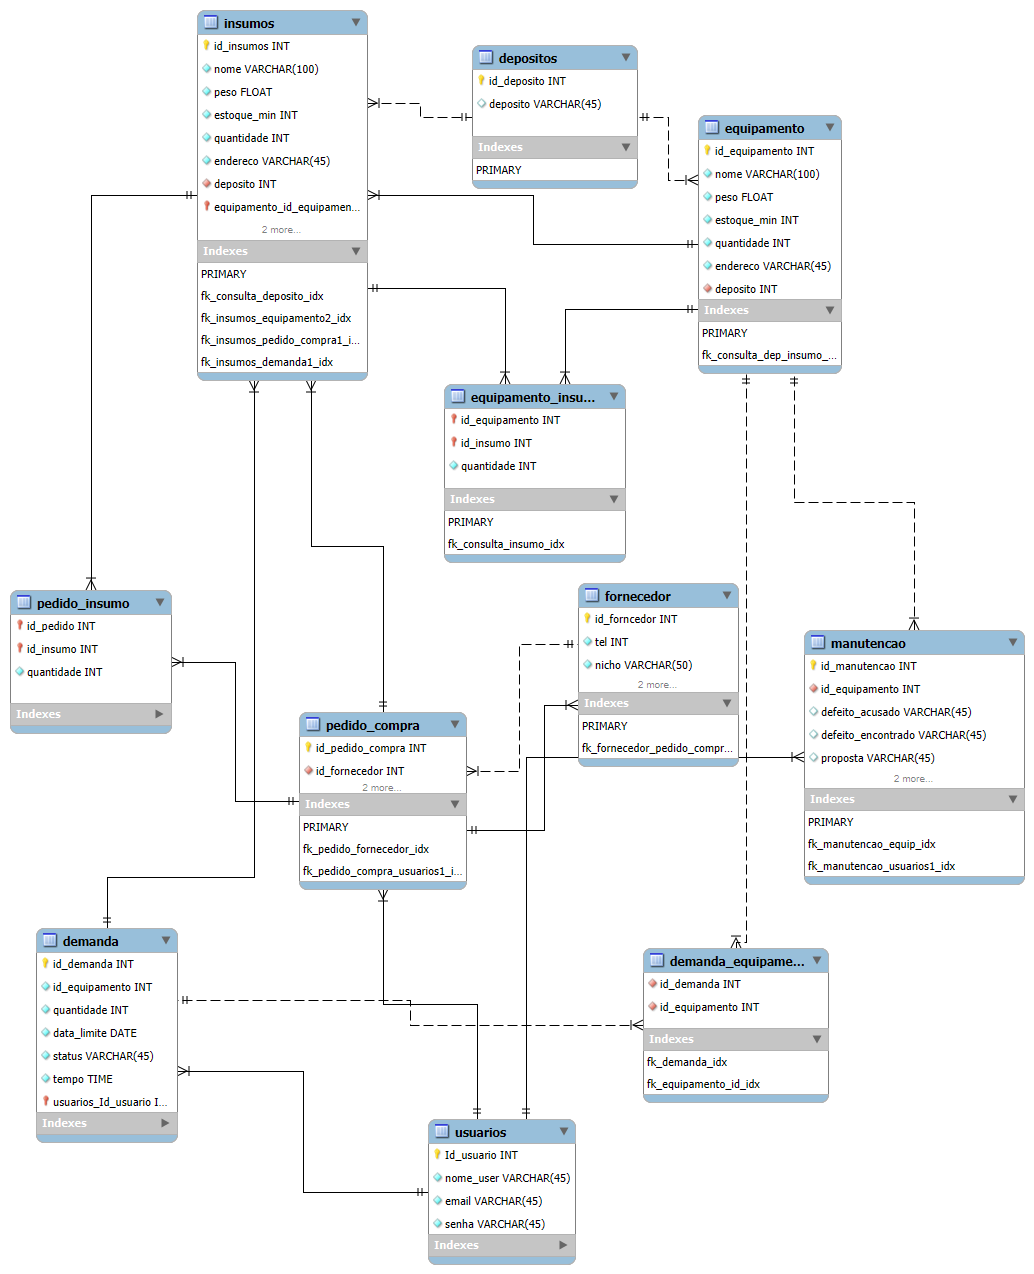 insumos
id_insumos INT
nome VARCHAR(100)
peso FLOAT
estoque_min INT
quantidade INT
endereco VARCHAR(45)
deposito INT
equipamento_id_equipamen...
2 more...
Indexes
PRIMARY
fk_consulta_deposito_idx
fk_insumos_equipamento2_idx
fk_insumos_pedido_compra1_i...
fk_insumos_demanda1_idx
depositos
id_deposito INT
deposito VARCHAR(45)
Indexes
PRIMARY
equipamento
id_equipamento INT
nome VARCHAR(100)
peso FLOAT
estoque_min INT
quantidade INT
endereco VARCHAR(45)
deposito INT
Indexes
PRIMARY
fk_consulta_dep_insumo_...
equipamento_insu...
id_equipamento INT
id_insumo INT
quantidade INT
Indexes
PRIMARY
fk_consulta_insumo_idx
pedido_insumo
id_pedido INT
id_insumo INT
quantidade INT
Indexes
fornecedor
id_forncedor INT
tel INT
nicho VARCHAR(50)
2 more...
Indexes
PRIMARY
fk_fornecedor_pedido_compr...
manutencao
id_manutencao INT
id_equipamento INT
defeito_acusado VARCHAR(45)
defeito_encontrado VARCHAR(45)
proposta VARCHAR(45)
2 more...
Indexes
PRIMARY
fk_manutencao_equip_idx
fk_manutencao_usuarios1_idx
pedido_compra
id_pedido_compra INT
id_fornecedor INT
2 more...
Indexes
PRIMARY
fk_pedido_fornecedor_idx
fk_pedido_compra_usuarios1_i...
demanda
id_demanda INT
id_equipamento INT
quantidade INT
data_limite DATE
status VARCHAR(45)
tempo TIME
usuarios_Id_usuario I...
Indexes
demanda_equipame...
id_demanda INT
id_equipamento INT
Indexes
fk_demanda_idx
fk_equipamento_id_idx
usuarios
Id_usuario INT
nome_user VARCHAR(45)
email VARCHAR(45)
senha VARCHAR(45)
Indexes